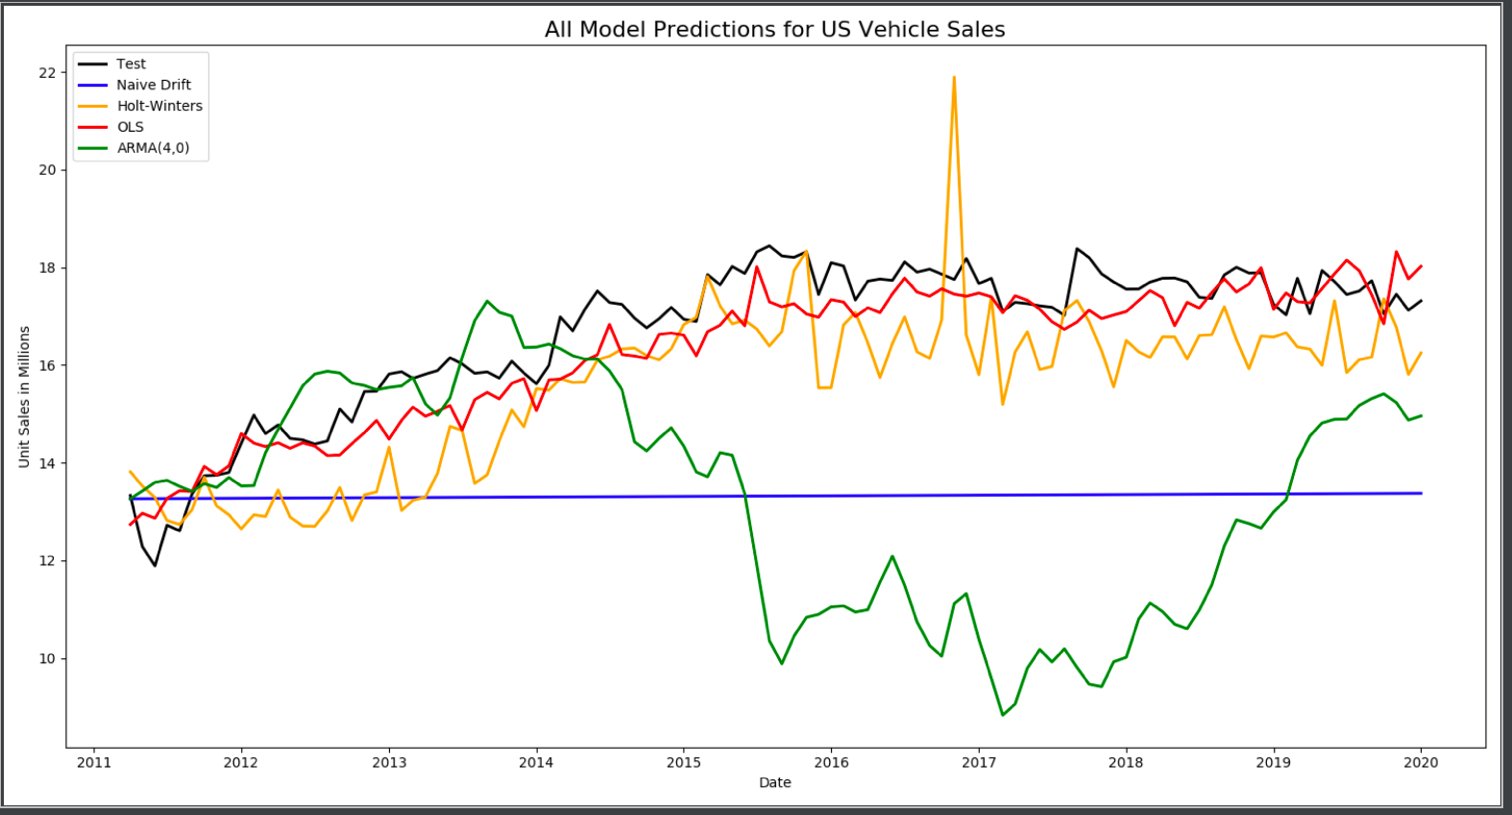 All Model Predictions for US Vehicle Sales
Test
Naive Drift
Holt-Winters
OLS
ARMA(4,0)
22
20
18
16
14
12
10
Unit Sales in Millions
2011 2012 2013 2014 2015 2016 2017 2018 2019 2020
Date